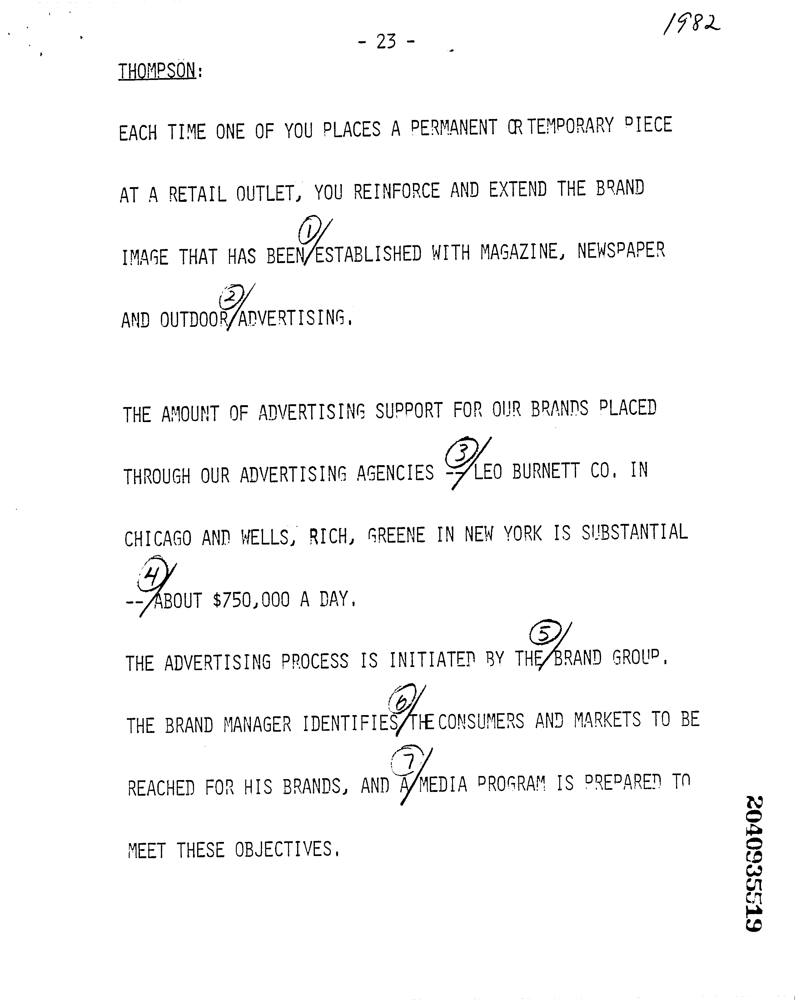 1982
- 23 -
THOMPSON:
EACH TIME ONE OF YOU PLACES A PERMANENT OR TEMPORARY PIECE
AT A RETAIL OUTLET, YOU REINFORCE AND EXTEND THE BRAND
1
IMAGE THAT HAS BEEN/ESTABLISHED WITH MAGAZINE, NEWSPAPER
2
AND OUTDOOR/ADVERTISING.
THE AMOUNT OF ADVERTISING SUPPORT FOR OUR BRANDS PLACED
3
THROUGH OUR ADVERTISING AGENCIES --/LEO BURNETT CO. IN
CHICAGO AND WELLS, RICH, GREENE IN NEW YORK IS SUBSTANTIAL
4
--/ABOUT $750,000 A DAY.
5
THE ADVERTISING PROCESS IS INITIATED BY THE/BRAND GROUP.
6
THE BRAND MANAGER IDENTIFIES/THE CONSUMERS AND MARKETS TO BE
7
REACHED FOR HIS BRANDS, AND A/MEDIA PROGRAM IS PREPARED TO
MEET THESE OBJECTIVES.
2040935519